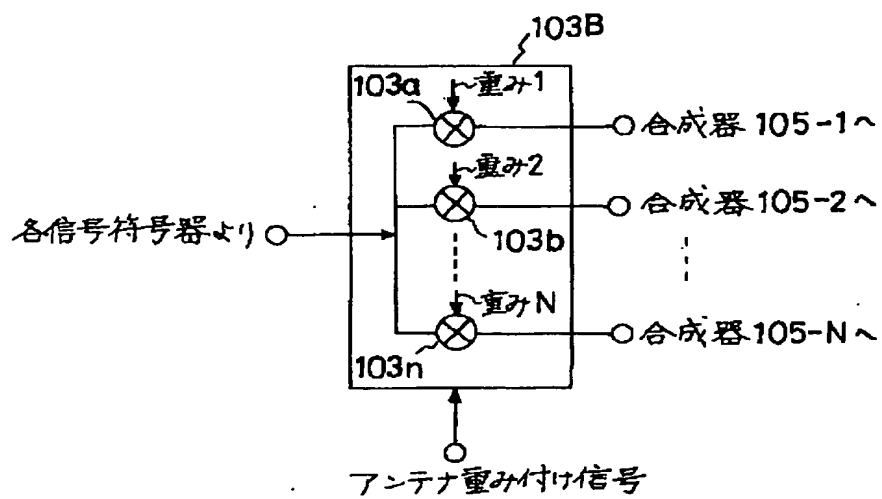 103B
103a
重み1
合成器 105-1へ
重み2
合成器 105-2へ
各信号符号器より
103b
重みN
合成器 105-Nへ
103n
アンテナ重み付け信号